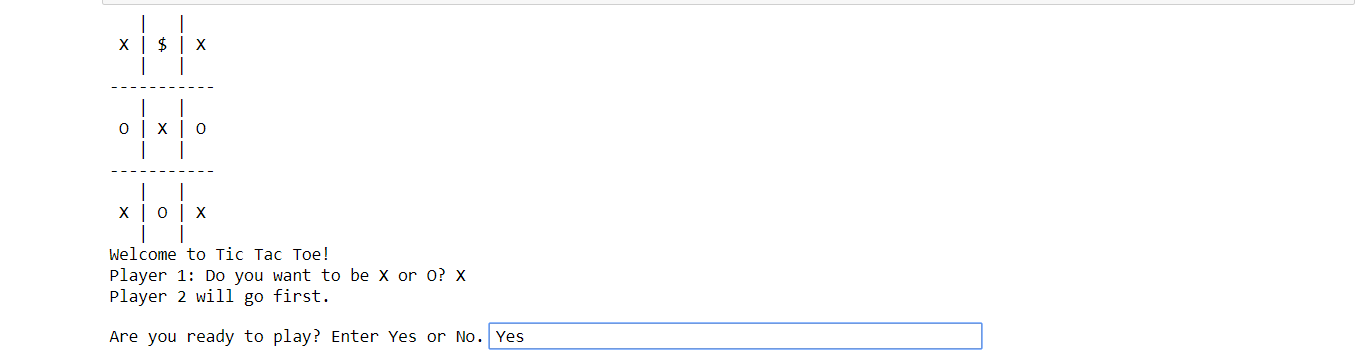 |   |
 X | $ | X
   |   |
-----------
   |   |
 O | X | O
   |   |
-----------
   |   |
 X | O | X
   |   |
Welcome to Tic Tac Toe!
Player 1: Do you want to be X or O? X
Player 2 will go first.
Are you ready to play? Enter Yes or No. Yes